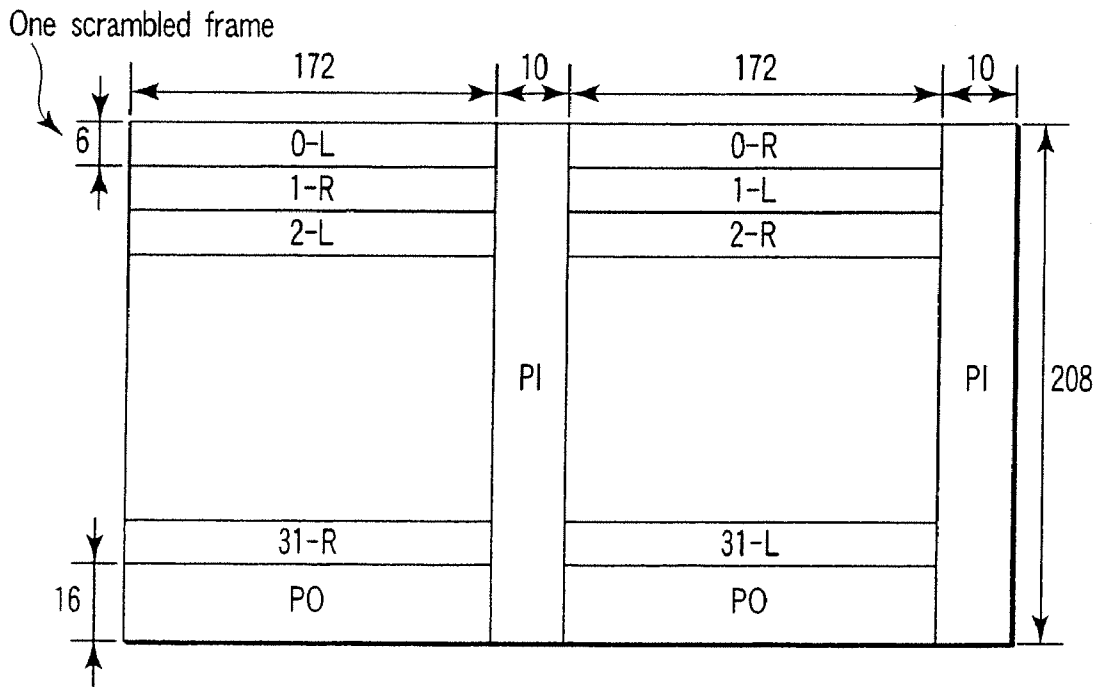 One scrambled frame
172 10 172 10
6 0-L 0-R
1-R 1-L
2-L 2-R
PI PI 208
31-R 31-L
16 PO PO